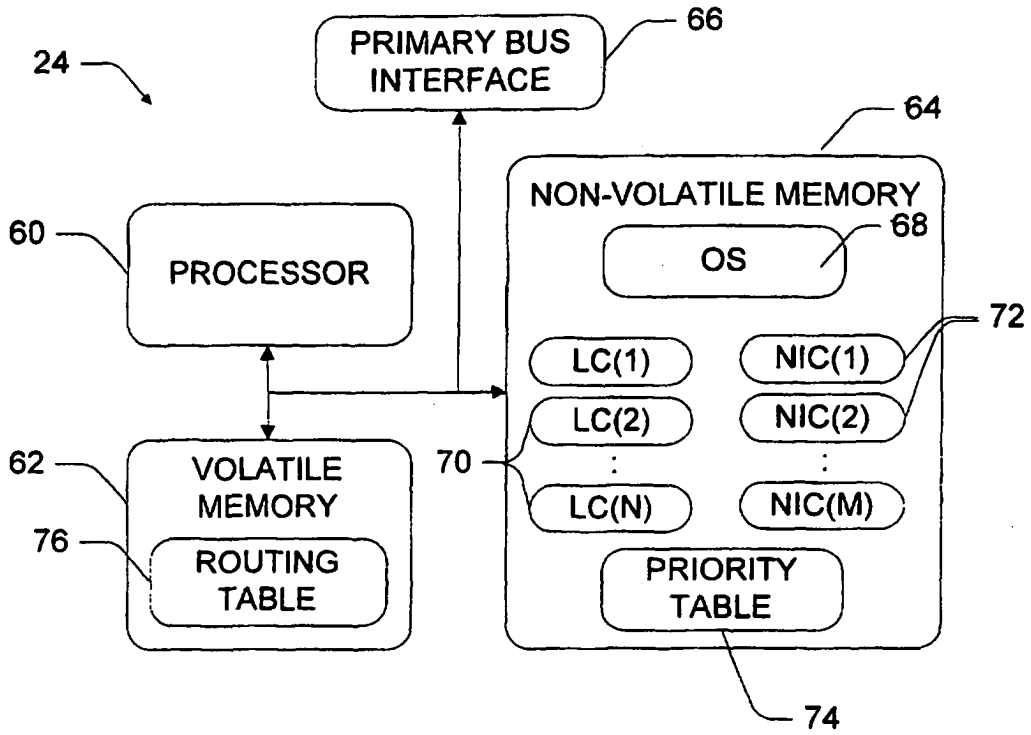 66
PRIMARY BUS
INTERFACE
24
64
NON-VOLATILE MEMORY
60
PROCESSOR
68
OS
72
LC(1)
NIC(1)
LC(2)
NIC(2)
70
62
VOLATILE
MEMORY
LC(N)
NIC(M)
76
ROUTING
TABLE
PRIORITY
TABLE
74